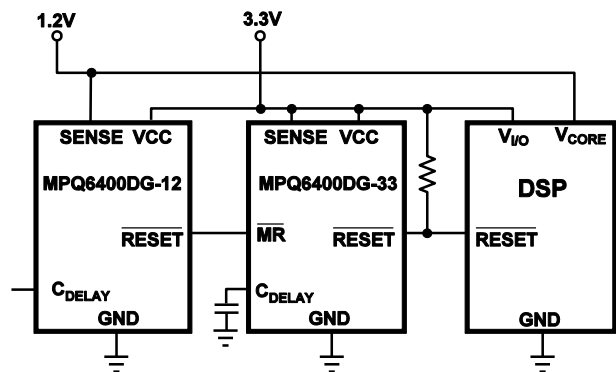 1.2V 3.3V
SENSE VCC SENSE VCC V_I/O V_CORE
MPQ6400DG-12 MPQ6400DG-33 DSP
RESET MR RESET RESET
C_DELAY C_DELAY
GND GND GND